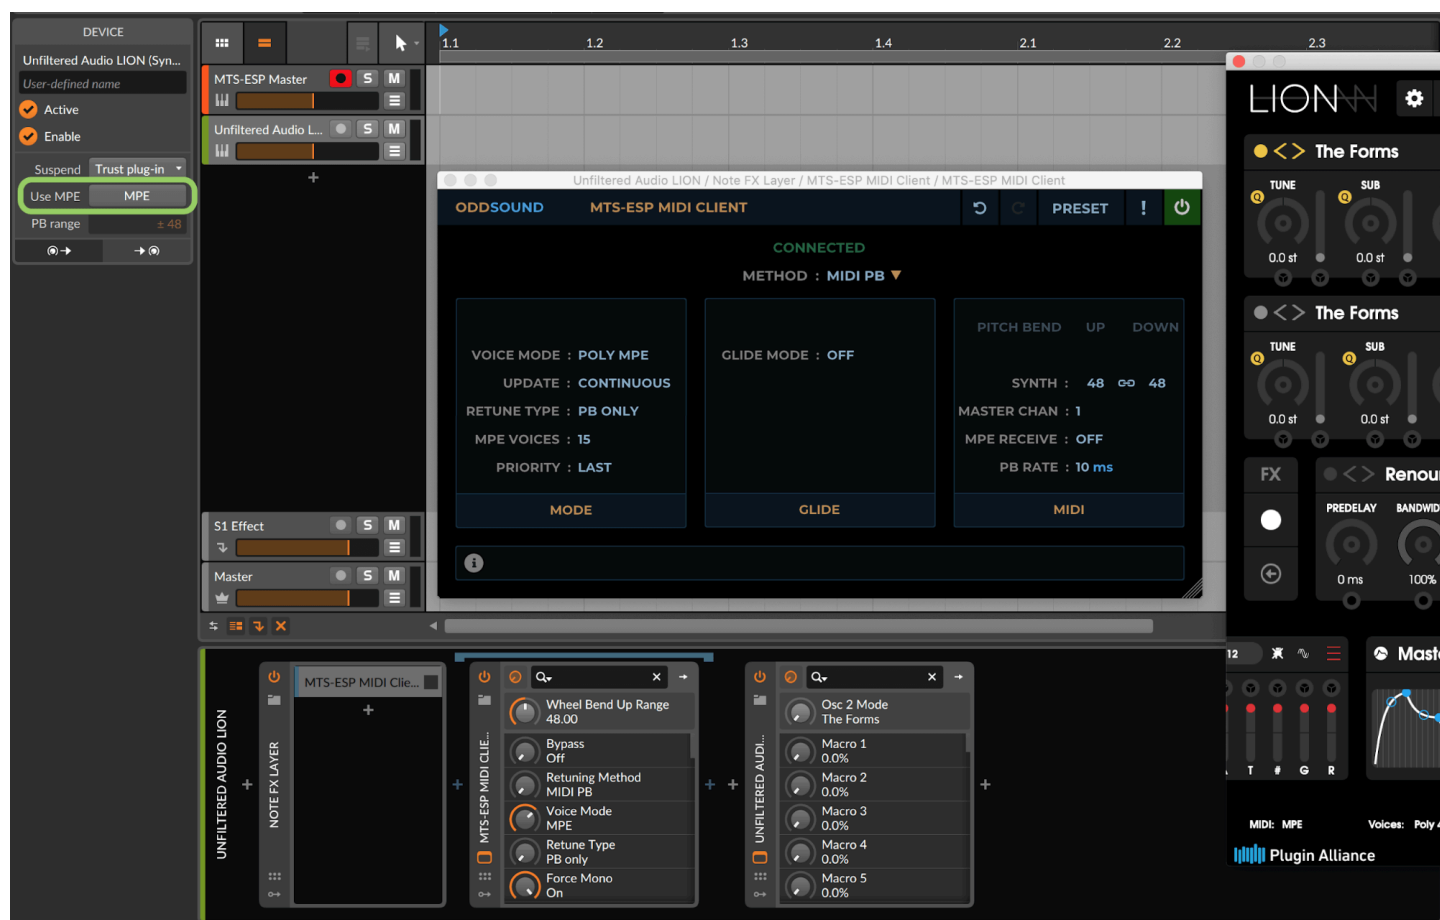 DEVICE
Unfiltered Audio LION (Syn...
User-defined name
Active
Enable
Suspend Trust plug-in
Use MPE MPE
PB range ± 48
1.1 1.2 1.3 1.4 2.1 2.2 2.3
MTS-ESP Master S M
Unfiltered Audio L... S M
+
S1 Effect S M
Master S M
Unfiltered Audio LION / Note FX Layer / MTS-ESP MIDI Client / MTS-ESP MIDI Client
ODDSOUND MTS-ESP MIDI CLIENT PRESET !
CONNECTED
METHOD : MIDI PB
VOICE MODE : POLY MPE
UPDATE : CONTINUOUS
RETUNE TYPE : PB ONLY
MPE VOICES : 15
PRIORITY : LAST
MODE
GLIDE MODE : OFF
GLIDE
PITCH BEND UP DOWN
SYNTH : 48 48
MASTER CHAN : 1
MPE RECEIVE : OFF
PB RATE : 10 ms
MIDI
LION
The Forms
TUNE SUB
Q Q
0.0 st 0.0 st
The Forms
TUNE SUB
Q Q
0.0 st 0.0 st
FX Renou
PREDELAY BANDWID
0 ms 100%
12 Maste
T # G R
MIDI: MPE Voices: Poly 4
Plugin Alliance
UNFILTERED AUDIO LION
+
NOTE FX LAYER
MTS-ESP MIDI Clie...
+
+
MTS-ESP MIDI CLIE...
Wheel Bend Up Range
48.00
Bypass
Off
Retuning Method
MIDI PB
Voice Mode
MPE
Retune Type
PB only
Force Mono
On
+ +
UNFILTERED AUDI...
Osc 2 Mode
The Forms
Macro 1
0.0%
Macro 2
0.0%
Macro 3
0.0%
Macro 4
0.0%
Macro 5
0.0%
+